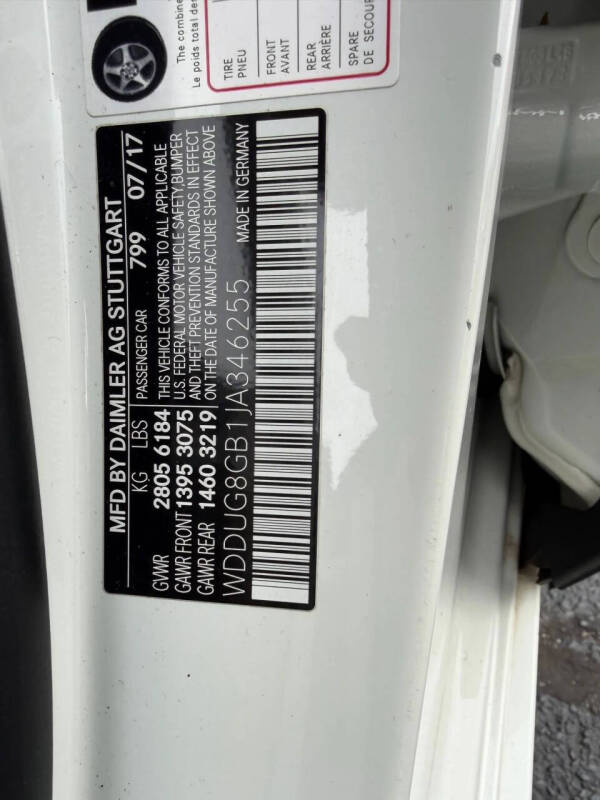 The combine
Le poids total des
TIRE
PNEU
FRONT
AVANT
REAR
ARRIÈRE
SPARE
DE SECOUR
MFD BY DAIMLER AG STUTTGART
KG LBS PASSENGER CAR 799 07/17
GVWR 2805 6184 THIS VEHICLE CONFORMS TO ALL APPLICABLE
GAWR FRONT 1395 3075 U.S. FEDERAL MOTOR VEHICLE SAFETY, BUMPER
AND THEFT PREVENTION STANDARDS IN EFFECT
GAWR REAR 1460 3219 ON THE DATE OF MANUFACTURE SHOWN ABOVE
WDDUG8GB1JA346255 MADE IN GERMANY